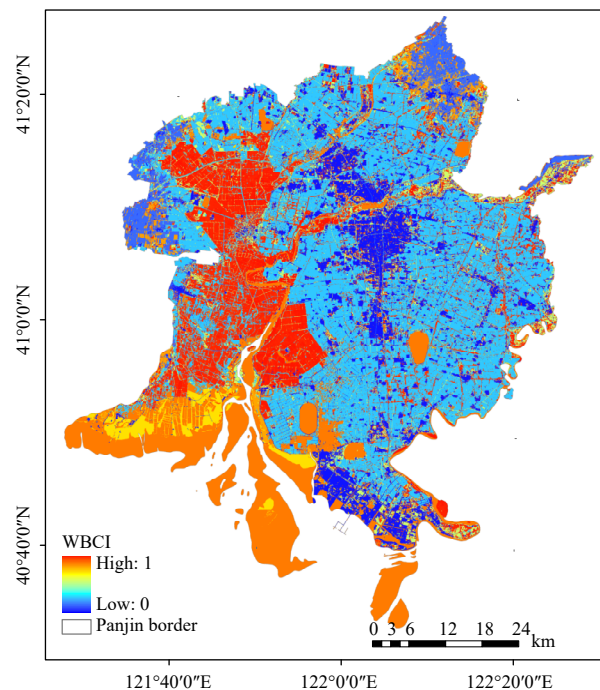 41°20′0″N
41°0′0″N
40°40′0″N
WBCI
High: 1
Low: 0
Panjin border
0 3 6 12 18 24
km
121°40′0″E 122°0′0″E 122°20′0″E